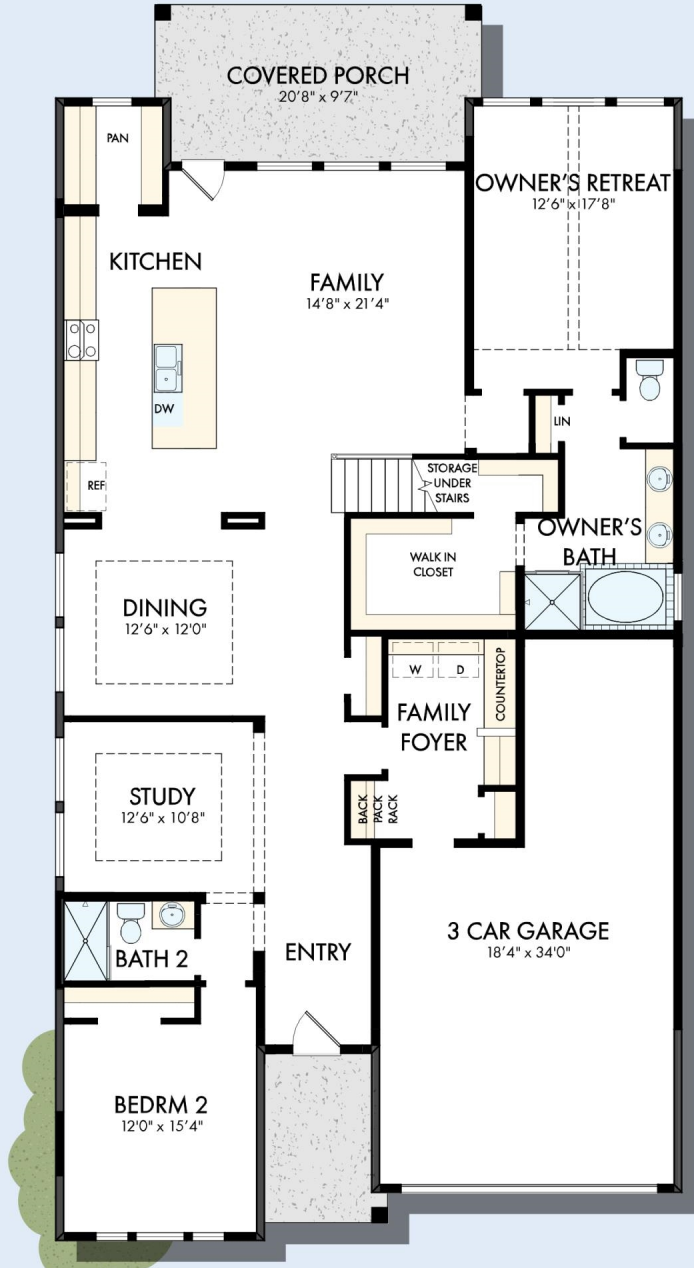 COVERED PORCH
20'8" x 9'7"
PAN
OWNER'S RETREAT
12'6" x 17'8"
KITCHEN
FAMILY
14'8" x 21'4"
DW
LIN
REF
STORAGE
UNDER
STAIRS
OWNER'S
BATH
WALK IN
CLOSET
DINING
12'6" x 12'0"
W
D
COUNTERTOP
FAMILY
FOYER
STUDY
12'6" x 10'8"
BACK
PACK
RACK
3 CAR GARAGE
18'4" x 34'0"
BATH 2
ENTRY
BEDRM 2
12'0" x 15'4"